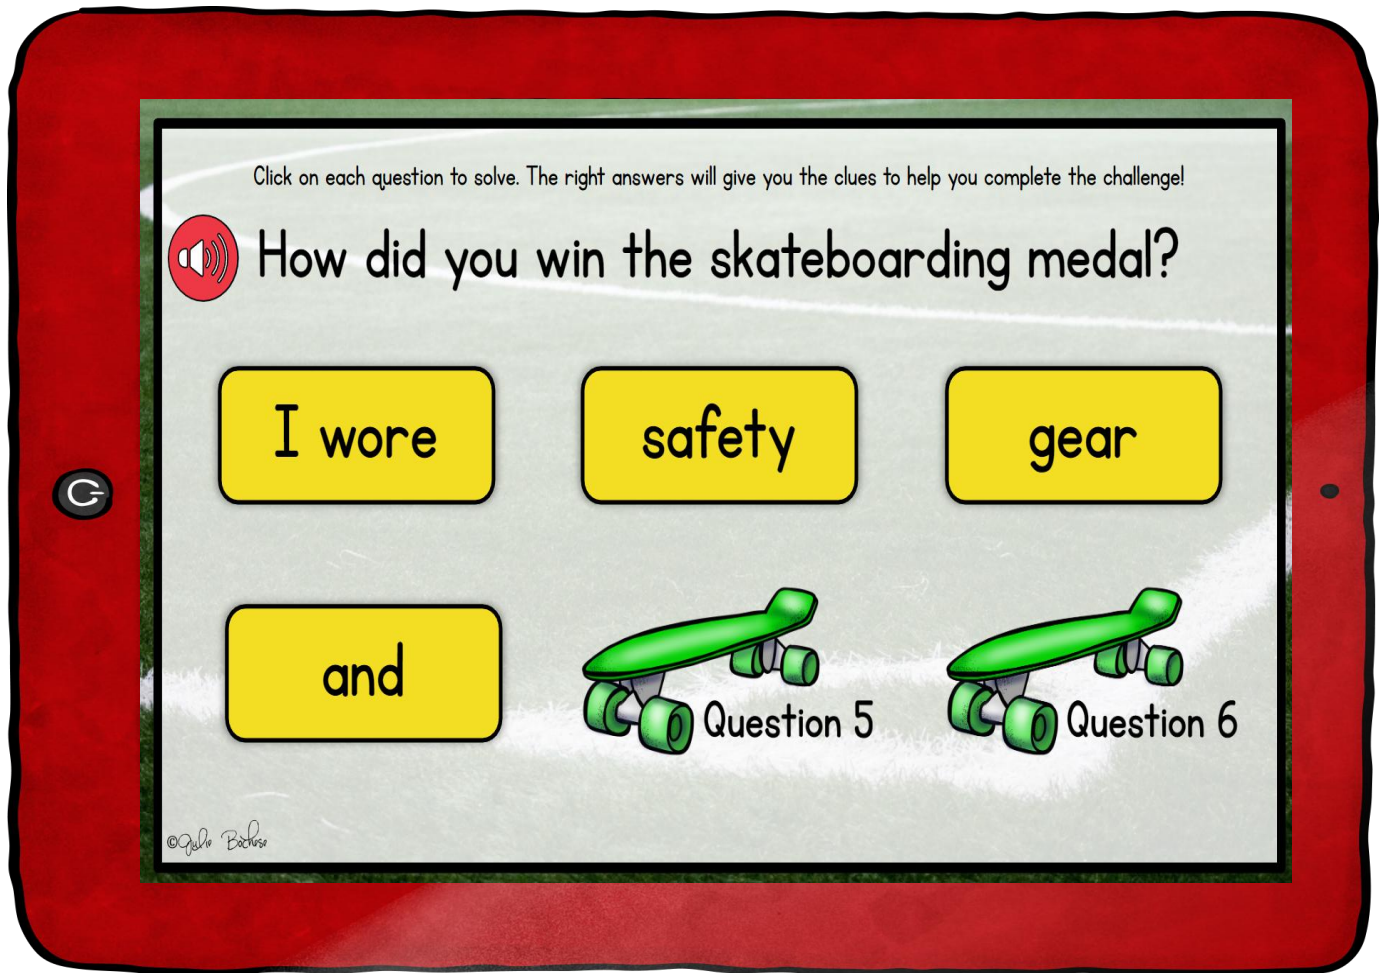 Click on each question to solve. The right answers will give you the clues to help you complete the challenge!
How did you win the skateboarding medal?
I wore
safety
gear
and
Question 5
Question 6